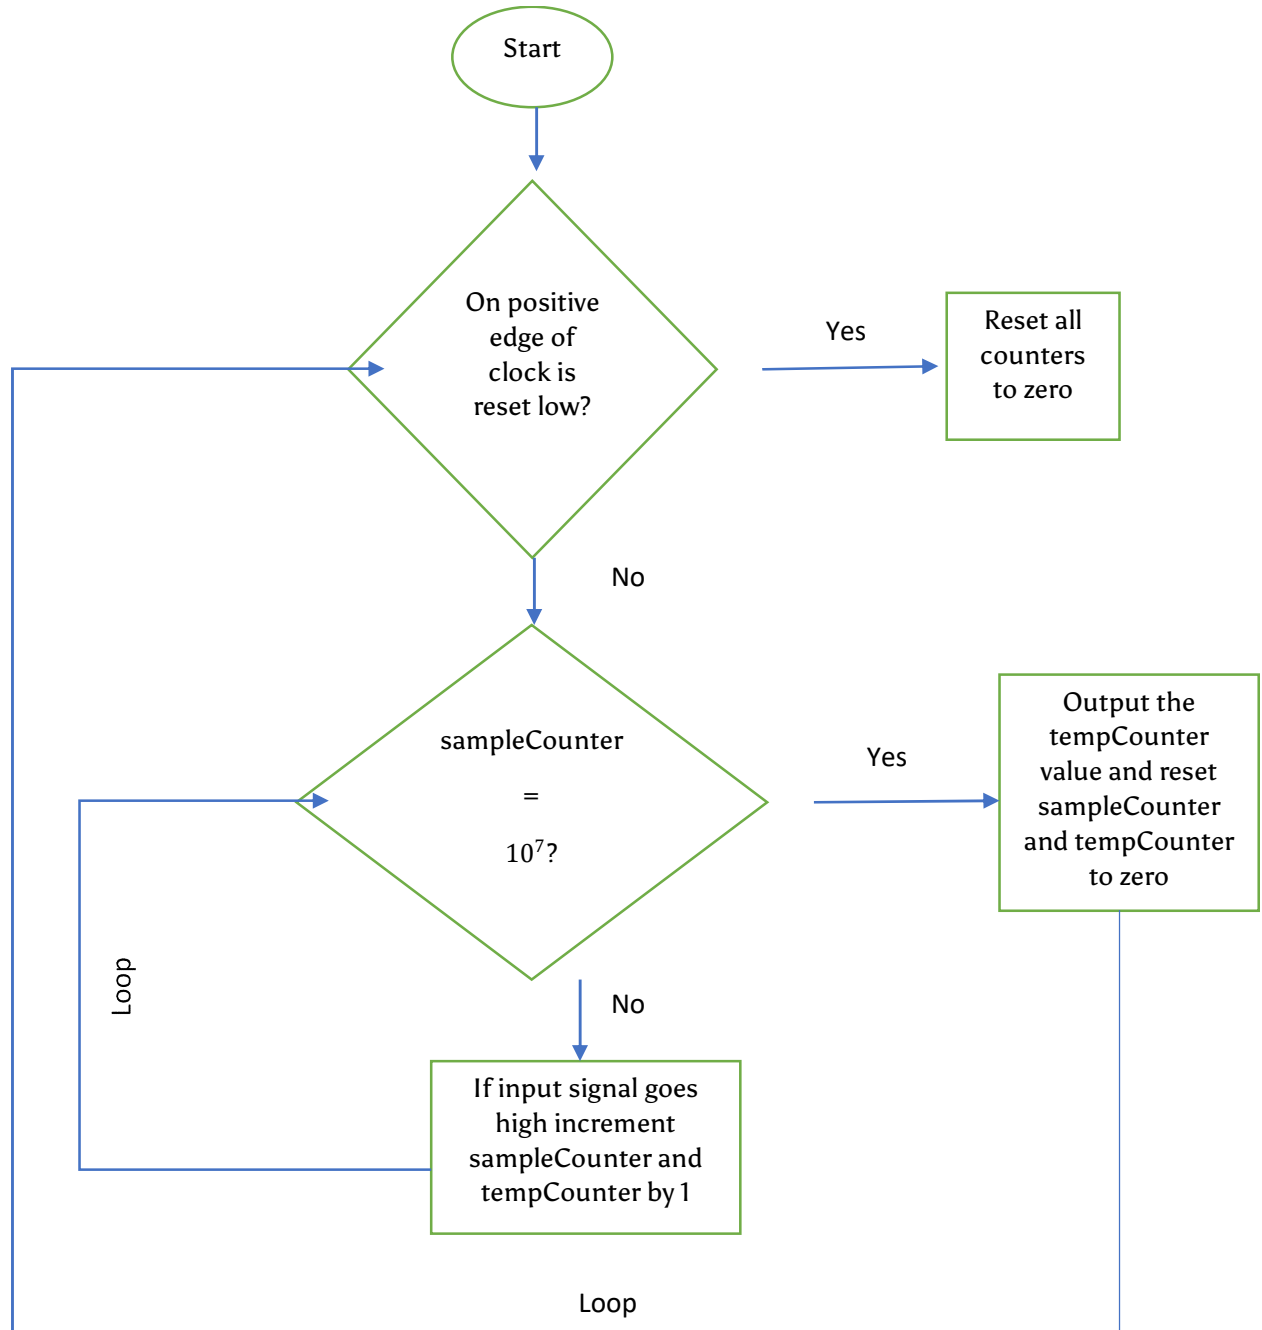 Start
On positive
edge of
clock is
reset low?
Yes
Reset all
counters
to zero
No
sampleCounter
=
10⁷?
Yes
Output the
tempCounter
value and reset
sampleCounter
and tempCounter
to zero
Loop
No
If input signal goes
high increment
sampleCounter and
tempCounter by 1
Loop